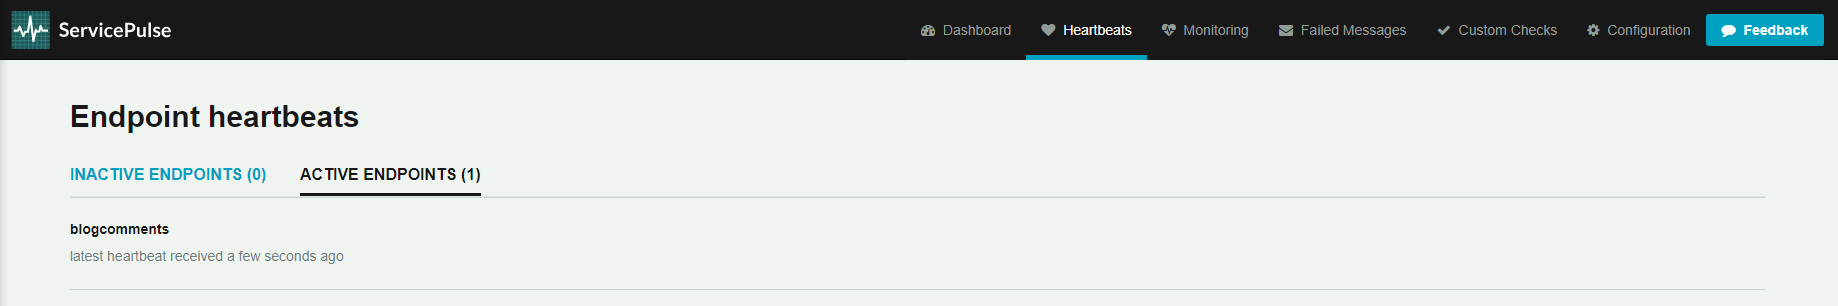 ServicePulse
Dashboard
Heartbeats
Monitoring
Failed Messages
Custom Checks
Configuration
Feedback
Endpoint heartbeats
INACTIVE ENDPOINTS (0)
ACTIVE ENDPOINTS (1)
blogcomments
latest heartbeat received a few seconds ago